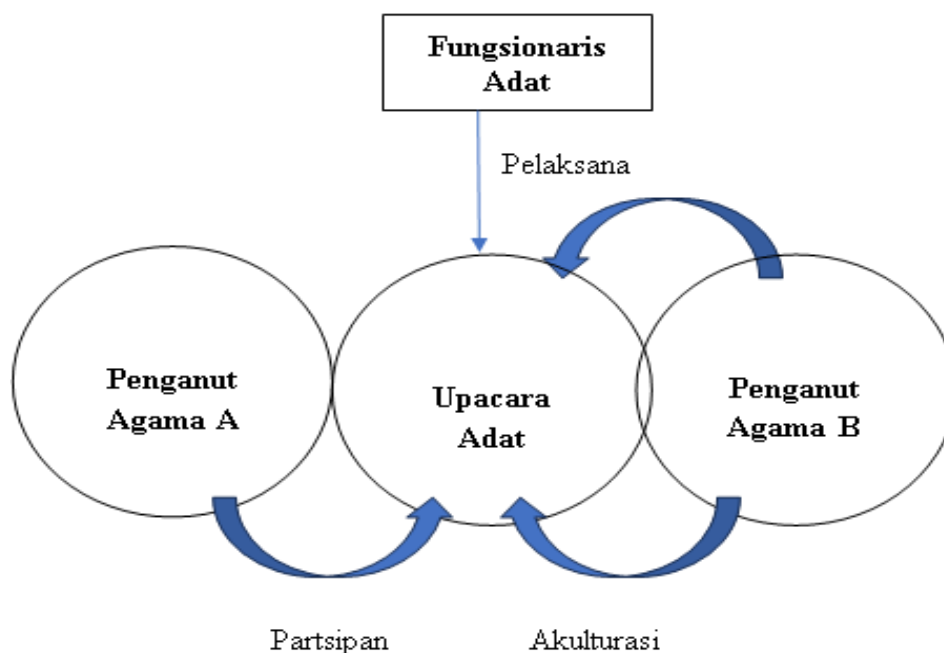 Fungsionaris
Adat
Pelaksana
Penganut
Agama A
Upacara
Adat
Penganut
Agama B
Partsipan
Akulturasi